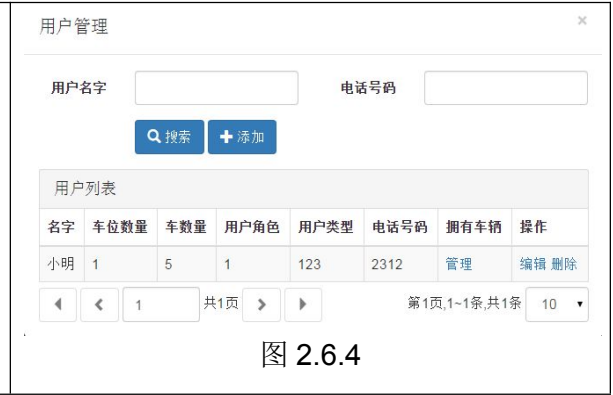 用户管理 ×
用户名字 电话号码
搜索 添加
用户列表
名字 车位数量 车数量 用户角色 用户类型 电话号码 拥有车辆 操作
小明 1 5 1 123 2312 管理 编辑 删除
1 共1页 第1页,1~1条,共1条 10
图 2.6.4